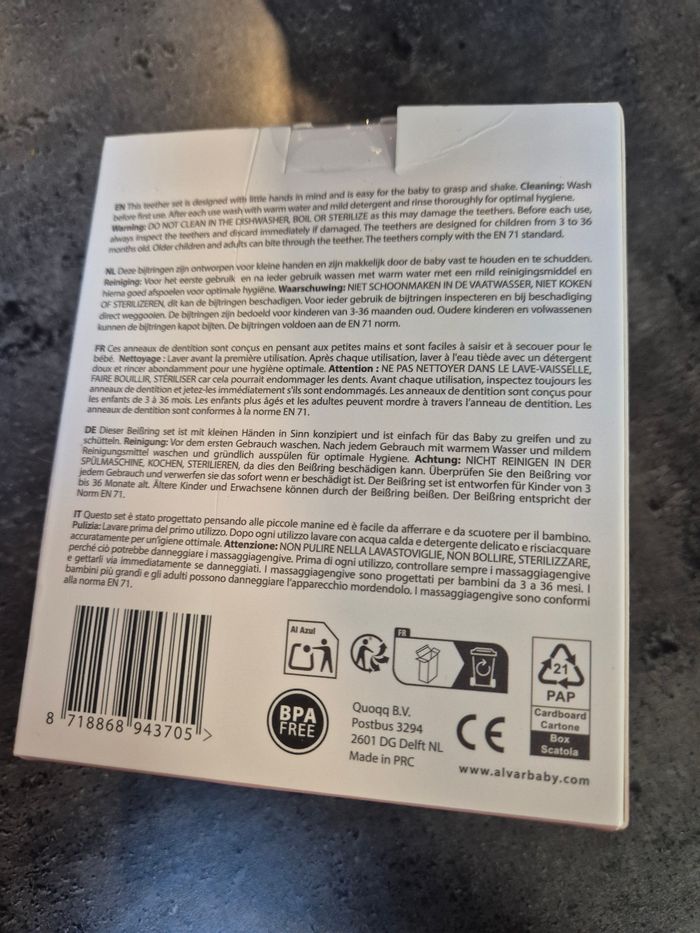 EN This teether set is designed with little hands in mind and is easy for the baby to grasp and shake. Cleaning: Wash
before first use. After each use wash with warm water and mild detergent and rinse thoroughly for optimal hygiene.
Warning: DO NOT CLEAN IN THE DISHWASHER, BOIL OR STERILIZE as this may damage the teethers. Before each use,
always inspect the teethers and discard immediately if damaged. The teethers are designed for children from 3 to 36
months old. Older children and adults can bite through the teether. The teethers comply with the EN 71 standard.
NL Deze bijtringen zijn ontworpen voor kleine handen en zijn makkelijk door de baby vast te houden en te schudden.
Reiniging: Voor het eerste gebruik en na ieder gebruik wassen met warm water met een mild reinigingsmiddel en
hierna goed afspoelen voor optimale hygiëne. Waarschuwing: NIET SCHOONMAKEN IN DE VAATWASSER, NIET KOKEN
OF STERILIZEREN, dit kan de bijtringen beschadigen. Voor ieder gebruik de bijtringen inspecteren en bij beschadiging
direct weggooien. De bijtringen zijn bedoeld voor kinderen van 3-36 maanden oud. Oudere kinderen en volwassenen
kunnen de bijtringen kapot bijten. De bijtringen voldoen aan de EN 71 norm.
FR Ces anneaux de dentition sont conçus en pensant aux petites mains et sont faciles à saisir et à secouer pour le
bébé. Nettoyage : Laver avant la première utilisation. Après chaque utilisation, laver à l'eau tiède avec un détergent
doux et rincer abondamment pour une hygiène optimale. Attention : NE PAS NETTOYER DANS LE LAVE-VAISSELLE,
FAIRE BOUILLIR, STÉRILISER car cela pourrait endommager les dents. Avant chaque utilisation, inspectez toujours les
anneaux de dentition et jetez-les immédiatement s'ils sont endommagés. Les anneaux de dentition sont conçus pour
les enfants de 3 à 36 mois. Les enfants plus âgés et les adultes peuvent mordre à travers l'anneau de dentition. Les
anneaux de dentition sont conformes à la norme EN 71.
DE Dieser Beißring set ist mit kleinen Händen in Sinn konzipiert und ist einfach für das Baby zu greifen und zu
schütteln. Reinigung: Vor dem ersten Gebrauch waschen. Nach jedem Gebrauch mit warmem Wasser und mildem
Reinigungsmittel waschen und gründlich ausspülen für optimale Hygiene. Achtung: NICHT REINIGEN IN DER
SPÜLMASCHINE, KOCHEN, STERILIEREN, da dies den Beißring beschädigen kann. Überprüfen Sie den Beißring vor
jedem Gebrauch und verwerfen sie das sofort wenn er beschädigt ist. Der Beißring set ist entworfen für Kinder von 3
bis 36 Monate alt. Ältere Kinder und Erwachsene können durch der Beißring beißen. Der Beißring entspricht der
Norm EN 71.
IT Questo set è stato progettato pensando alle piccole manine ed è facile da afferrare e da scuotere per il bambino.
Pulizia: Lavare prima del primo utilizzo. Dopo ogni utilizzo lavare con acqua calda e detergente delicato e risciacquare
accuratamente per un'igiene ottimale. Attenzione: NON PULIRE NELLA LAVASTOVIGLIE, NON BOLLIRE, STERILIZZARE,
perché ciò potrebbe danneggiare i massaggiagengive. Prima di ogni utilizzo, controllare sempre i massaggiagengive
e gettarli via immediatamente se danneggiati. I massaggiagengive sono progettati per bambini da 3 a 36 mesi. I
bambini più grandi e gli adulti possono danneggiare l'apparecchio mordendolo. I massaggiagengive sono conformi
alla norma EN 71.
8 718868 943705 >
Al Azul
FR
21
PAP
Cardboard
Cartone
Box
Scatola
BPA
FREE
Quoqq B.V.
Postbus 3294
2601 DG Delft NL
Made in PRC
CE
www.alvarbaby.com